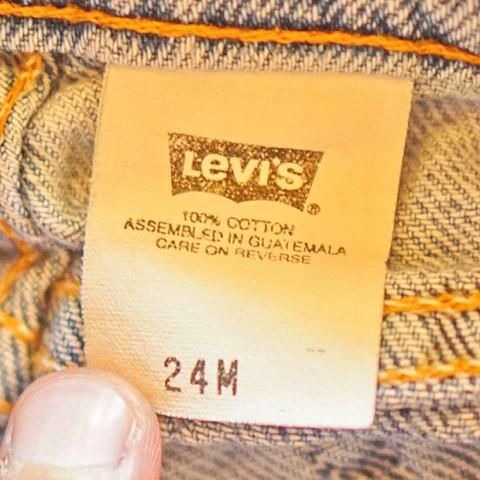 Levi's®
100% COTTON
ASSEMBLED IN GUATEMALA
CARE ON REVERSE
24M